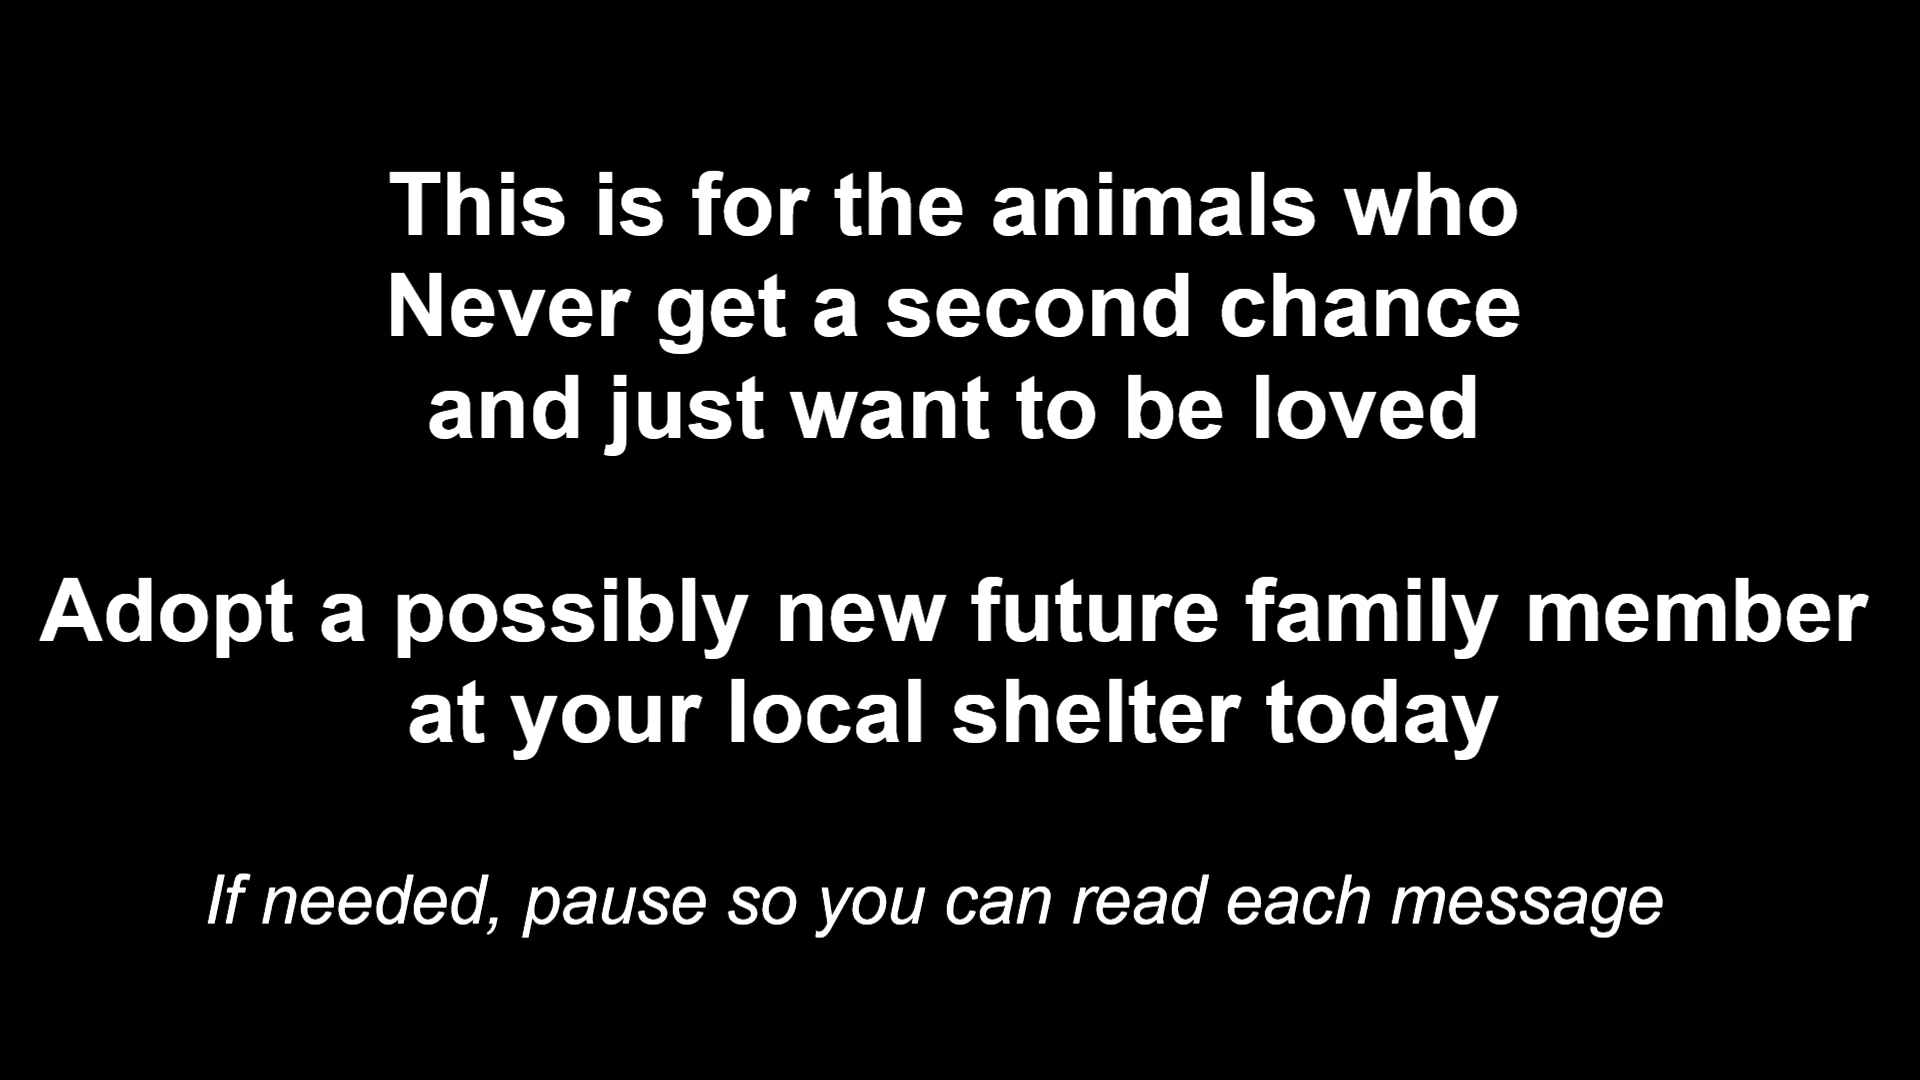 This is for the animals who
Never get a second chance
and just want to be loved
Adopt a possibly new future family member
at your local shelter today
If needed, pause so you can read each message